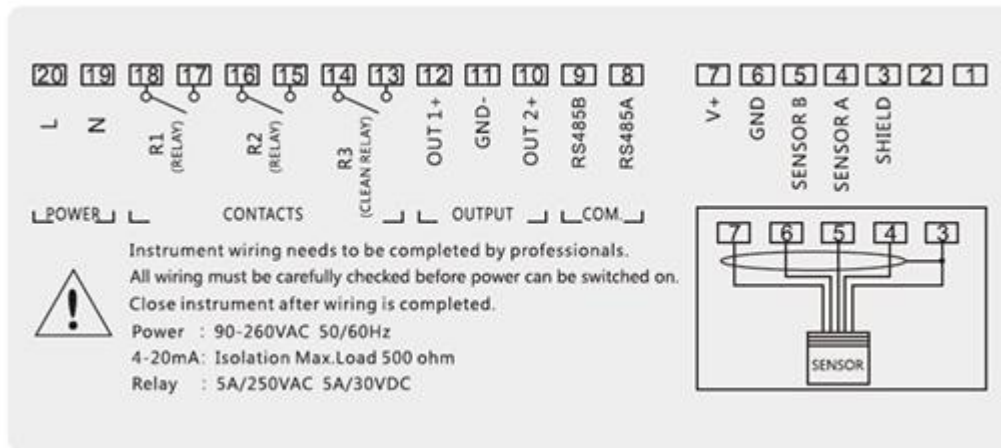 20 19 18 17 16 15 14 13 12 11 10 9 8 7 6 5 4 3 2 1
L
N
R1
(RELAY)
R2
(RELAY)
R3
(CLEAN RELAY)
OUT 1+
GND-
OUT 2+
RS485B
RS485A
V+
GND
SENSOR B
SENSOR A
SHIELD
POWER CONTACTS OUTPUT COM.
Instrument wiring needs to be completed by professionals.
All wiring must be carefully checked before power can be switched on.
Close instrument after wiring is completed.
Power : 90-260VAC 50/60Hz
4-20mA: Isolation Max.Load 500 ohm
Relay : 5A/250VAC 5A/30VDC
!
7 6 5 4 3
SENSOR